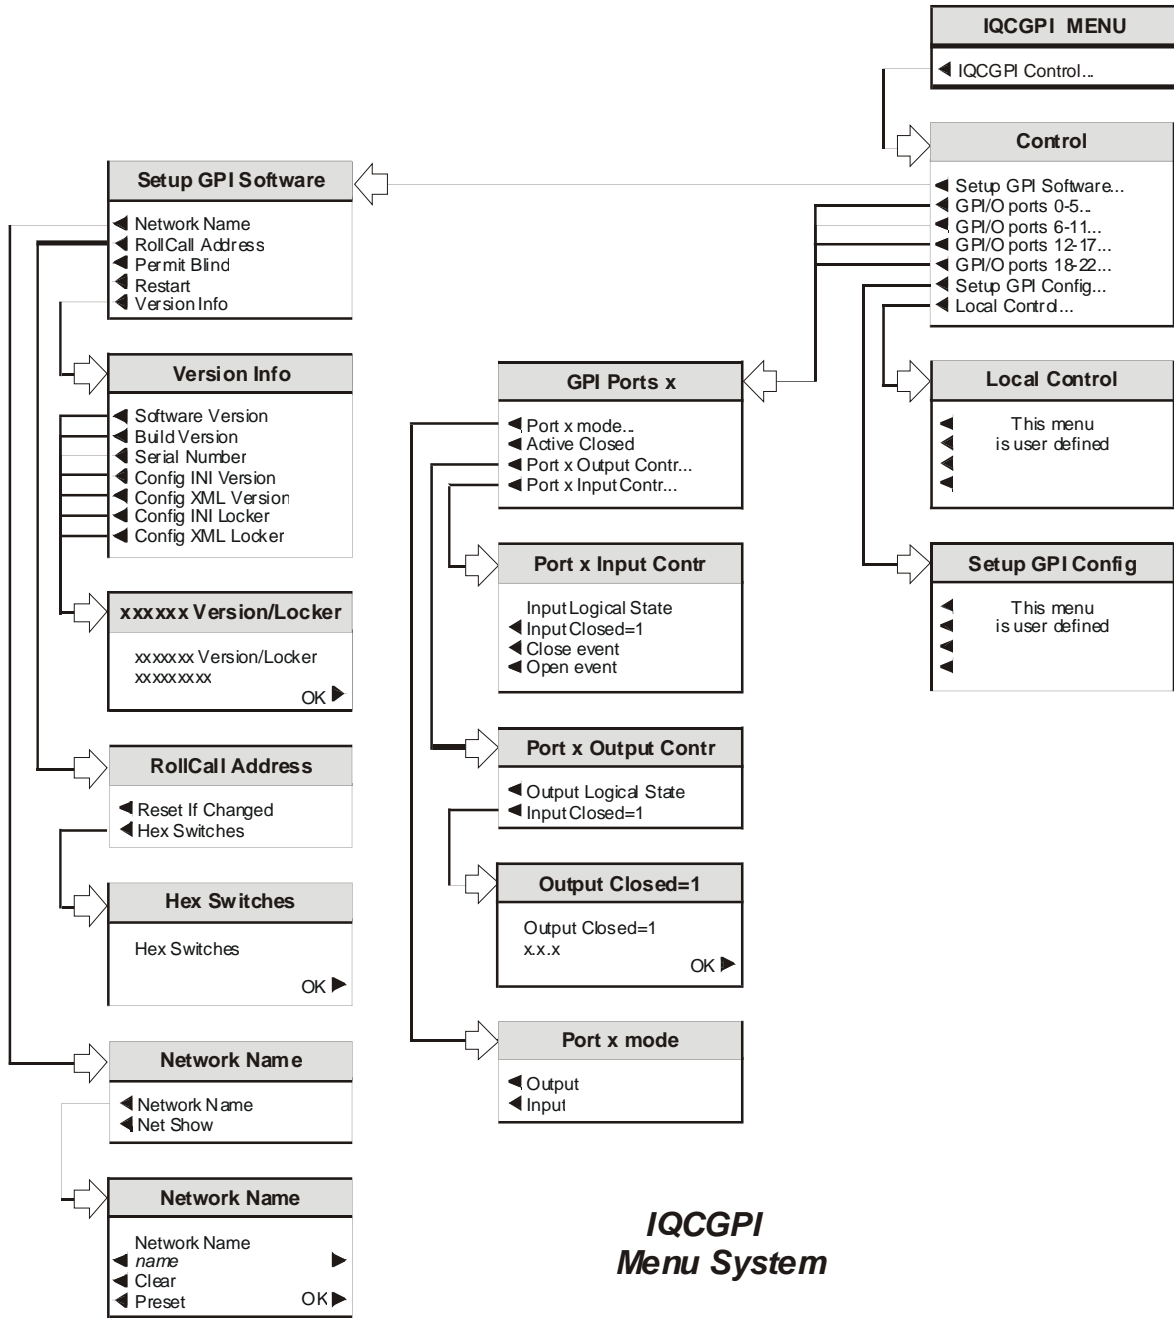 IQCGPI MENU
IQCGPI Control...
Control
Setup GPI Software...
GPI/O ports 0-5...
GPI/O ports 6-11...
GPI/O ports 12-17...
GPI/O ports 18-22...
Setup GPI Config...
Local Control...
Setup GPI Software
Network Name
RollCall Address
Permit Blind
Restart
Version Info
Version Info
Software Version
Build Version
Serial Number
Config INI Version
Config XML Version
Config INI Locker
Config XML Locker
xxxxxx Version/Locker
xxxxxxx Version/Locker
xxxxxxxxx
OK
RollCall Address
Reset If Changed
Hex Switches
Hex Switches
Hex Switches
OK
Network Name
Network Name
Net Show
Network Name
Network Name
name
Clear
Preset OK
GPI Ports x
Port x mode...
Active Closed
Port x Output Contr...
Port x Input Contr...
Port x Input Contr
Input Logical State
Input Closed=1
Close event
Open event
Port x Output Contr
Output Logical State
Input Closed=1
Output Closed=1
Output Closed=1
x.x.x
OK
Port x mode
Output
Input
Local Control
This menu
is user defined
Setup GPI Config
This menu
is user defined
IQCGPI
Menu System